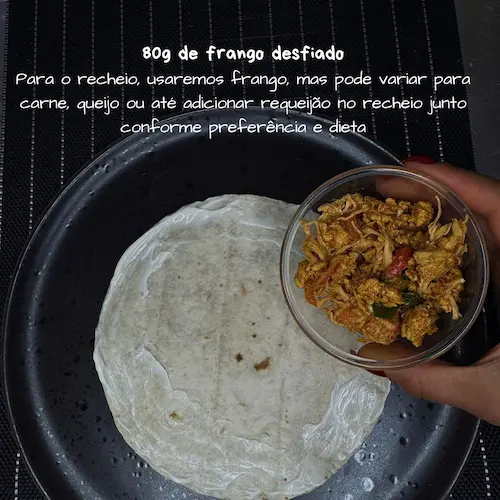 80g de frango desfiado
Para o recheio, usaremos frango, mas pode variar para
carne, queijo ou até adicionar requeijão no recheio junto
conforme preferência e dieta